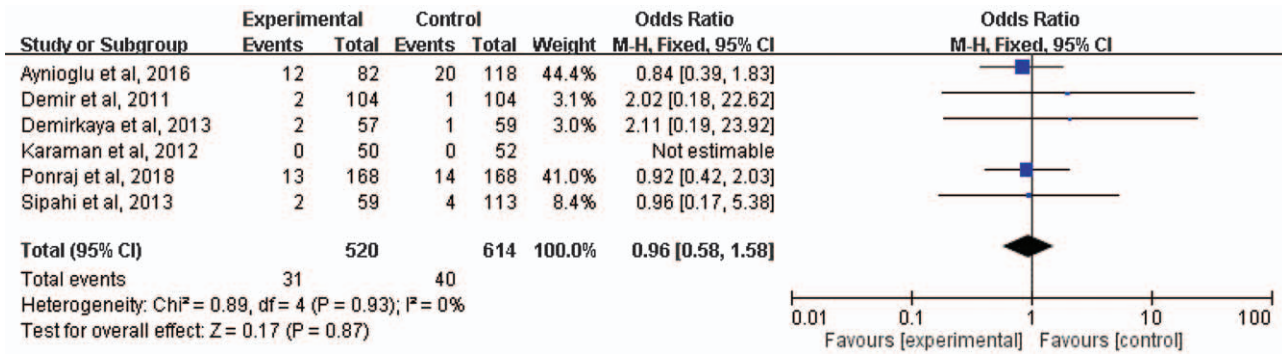 Experimental Control Odds Ratio Odds Ratio
Study or Subgroup Events Total Events Total Weight M-H, Fixed, 95% CI M-H, Fixed, 95% CI
Aynioglu et al, 2016 12 82 20 118 44.4% 0.84 [0.39, 1.83]
Demir et al, 2011 2 104 1 104 3.1% 2.02 [0.18, 22.62]
Demirkaya et al, 2013 2 57 1 59 3.0% 2.11 [0.19, 23.92]
Karaman et al, 2012 0 50 0 52 Not estimable
Ponraj et al, 2018 13 168 14 168 41.0% 0.92 [0.42, 2.03]
Sipahi et al, 2013 2 59 4 113 8.4% 0.96 [0.17, 5.38]
Total (95% CI) 520 614 100.0% 0.96 [0.58, 1.58]
Total events 31 40
Heterogeneity: Chi² = 0.89, df = 4 (P = 0.93); I² = 0%
Test for overall effect: Z = 0.17 (P = 0.87)
0.01 0.1 1 10 100
Favours [experimental] Favours [control]